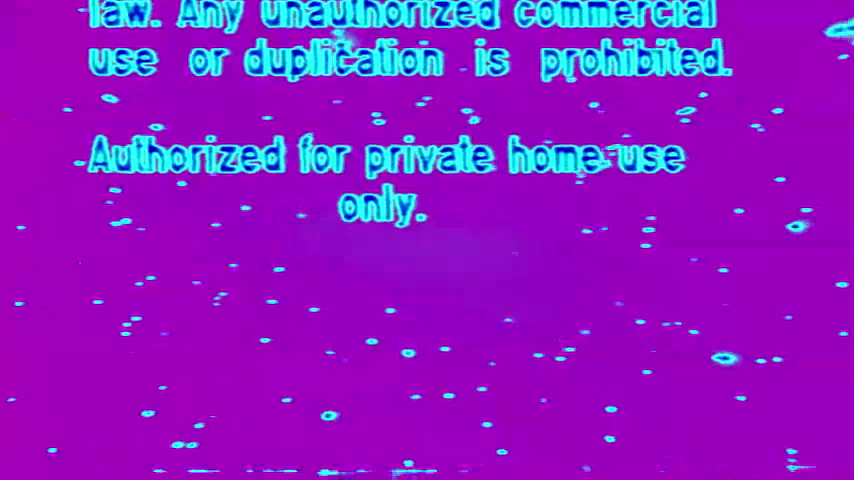 law. Any unauthorized commercial
use or duplication is prohibited.
Authorized for private home use
only.